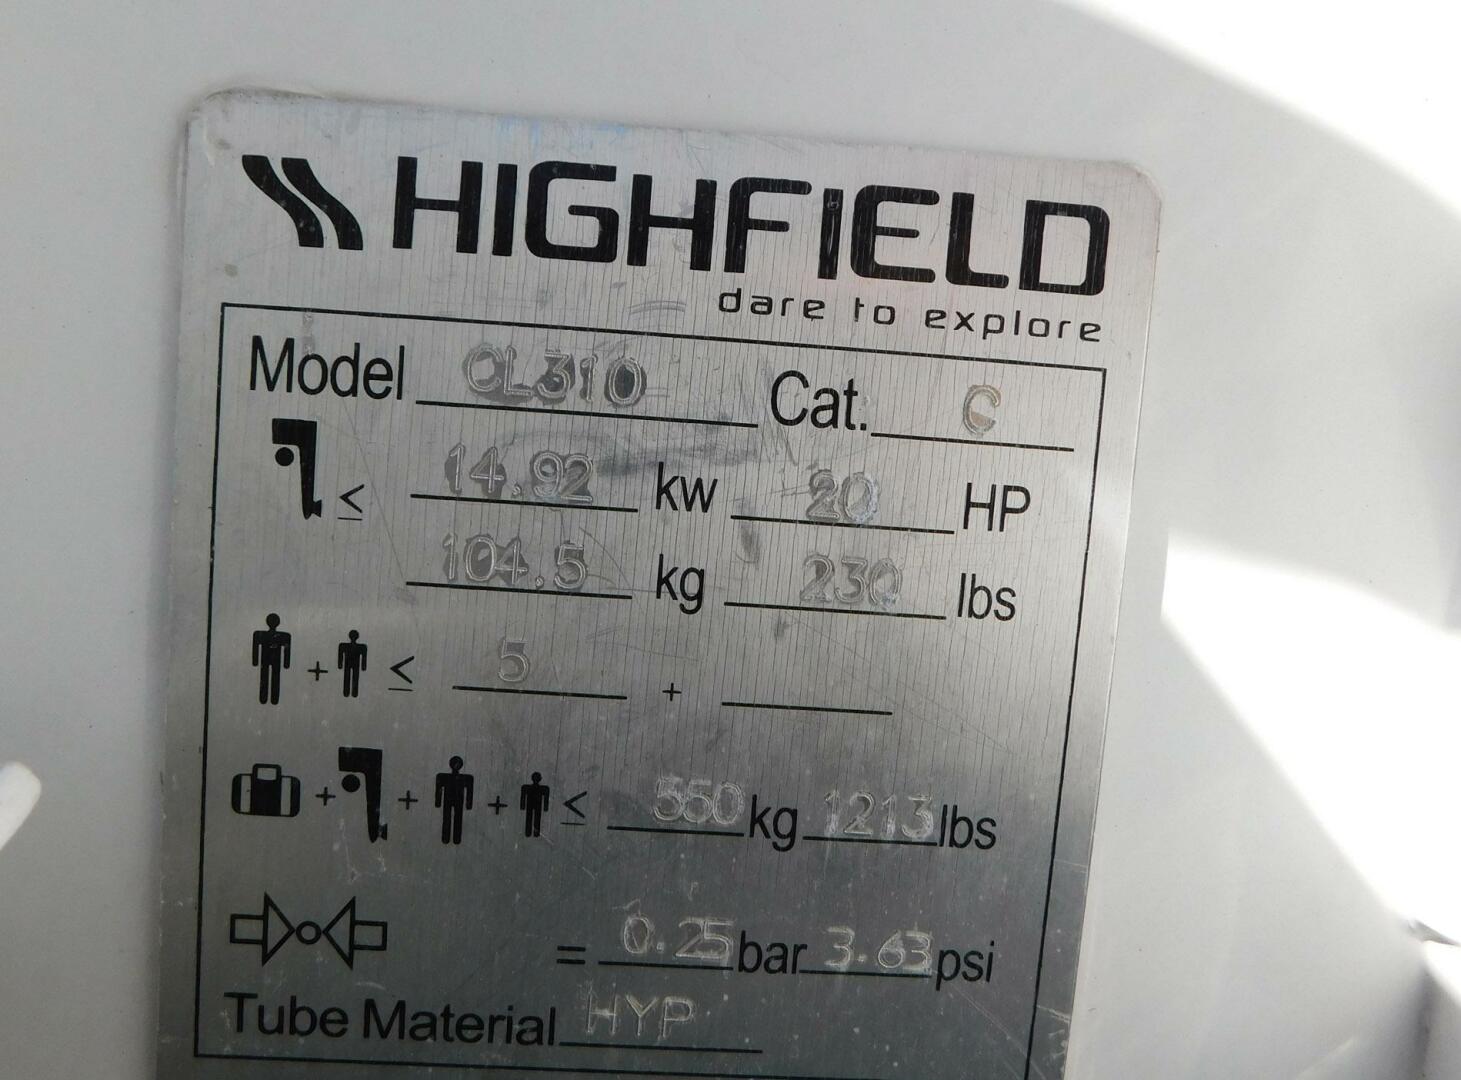 HIGHFIELD
dare to explore
Model CL310 Cat. C
≤ 14.92 kw 20 HP
104.5 kg 230 lbs
+ ≤ 5 +
+ + + ≤ 550 kg 1213 lbs
= 0.25 bar 3.63 psi
Tube Material HYP